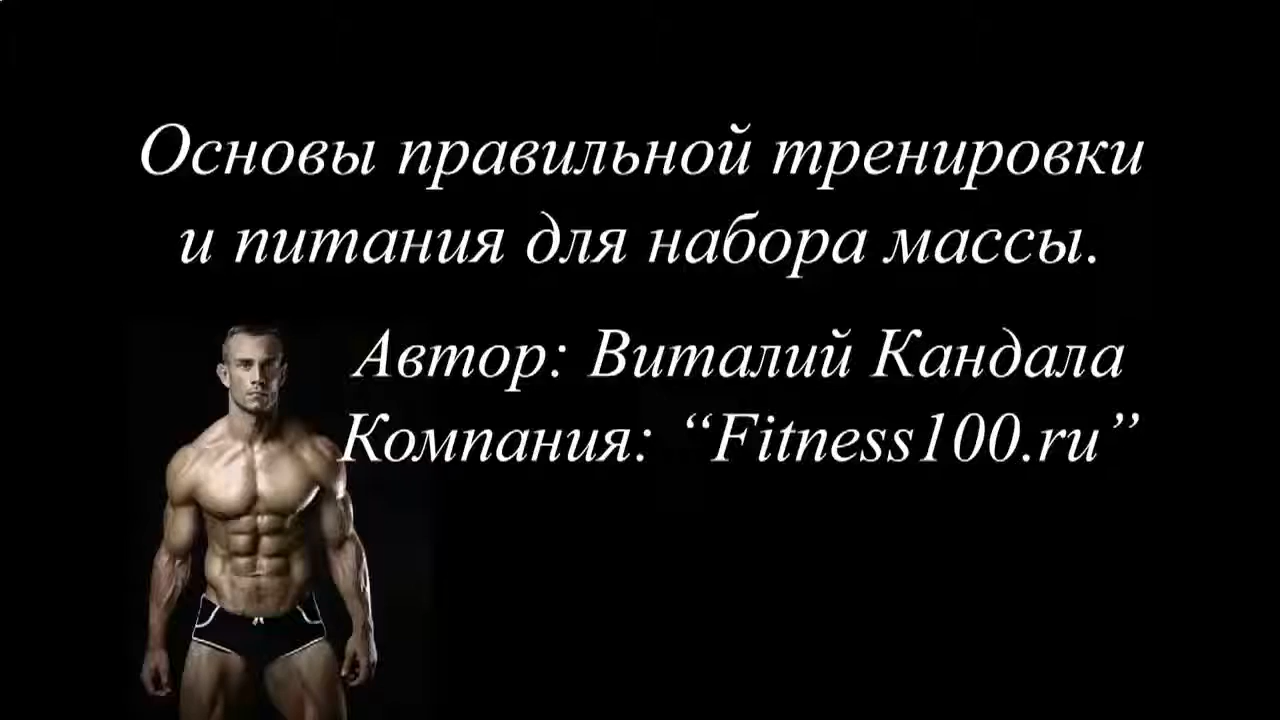 Основы правильной тренировки
и питания для набора массы.
Автор: Виталий Кандала
Компания: “Fitness100.ru”